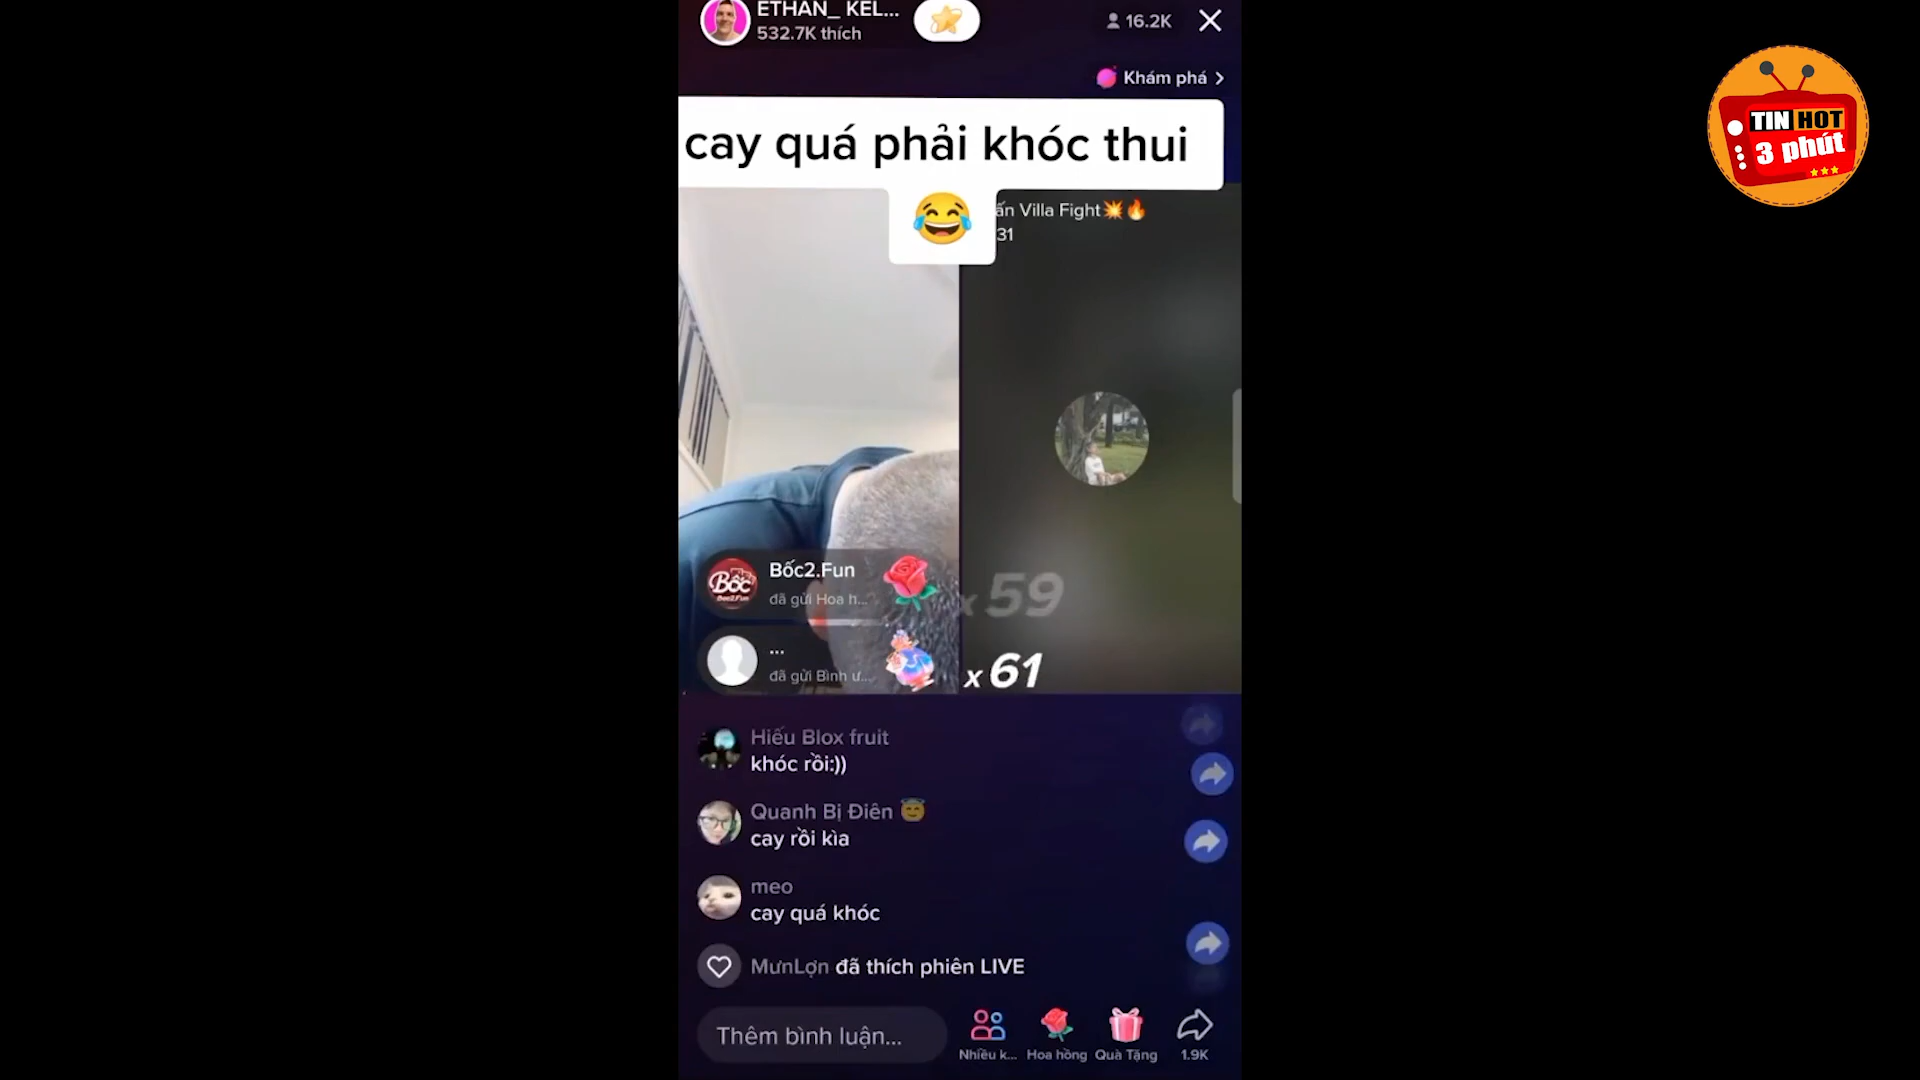 ETHAN_ KEL...
532.7K thích
16.2K
Khám phá
cay quá phải khóc thui
ấn Villa Fight
31
TIN HOT
3 phút
Bốc
Bốc2.Fun
Bốc2.Fun
đã gửi Hoa h...
x 59
...
đã gửi Bình ư...
x 61
Hiếu Blox fruit
khóc rồi:))
Quanh Bị Điên
cay rồi kìa
meo
cay quá khóc
MưnLợn đã thích phiên LIVE
Thêm bình luận...
Nhiều k...
Hoa hồng
Quà Tặng
1.9K